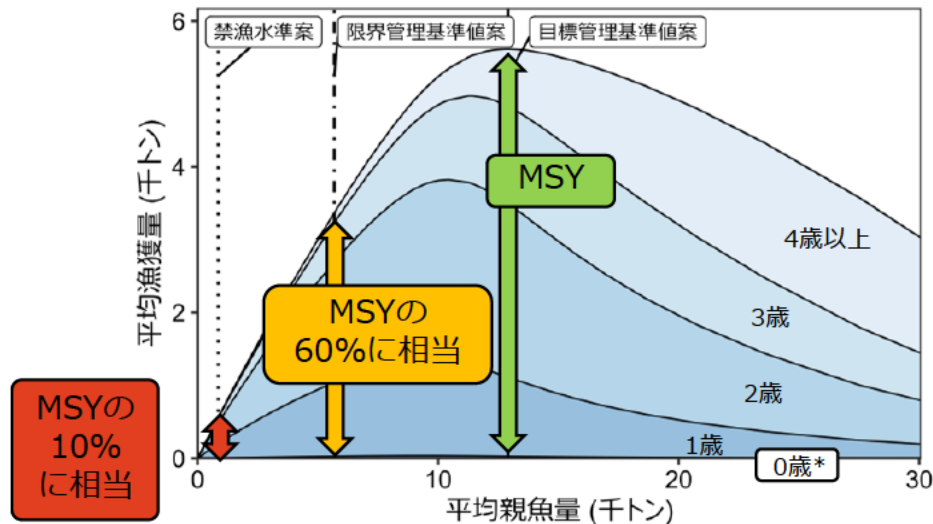 6
禁漁水準案
限界管理基準値案
目標管理基準値案
平均漁獲量 (千トン)
4
MSY
4歳以上
2
MSYの
60%に相当
3歳
2歳
MSYの
10%
に相当
1歳
0歳*
0
0
10
20
30
平均親魚量 (千トン)